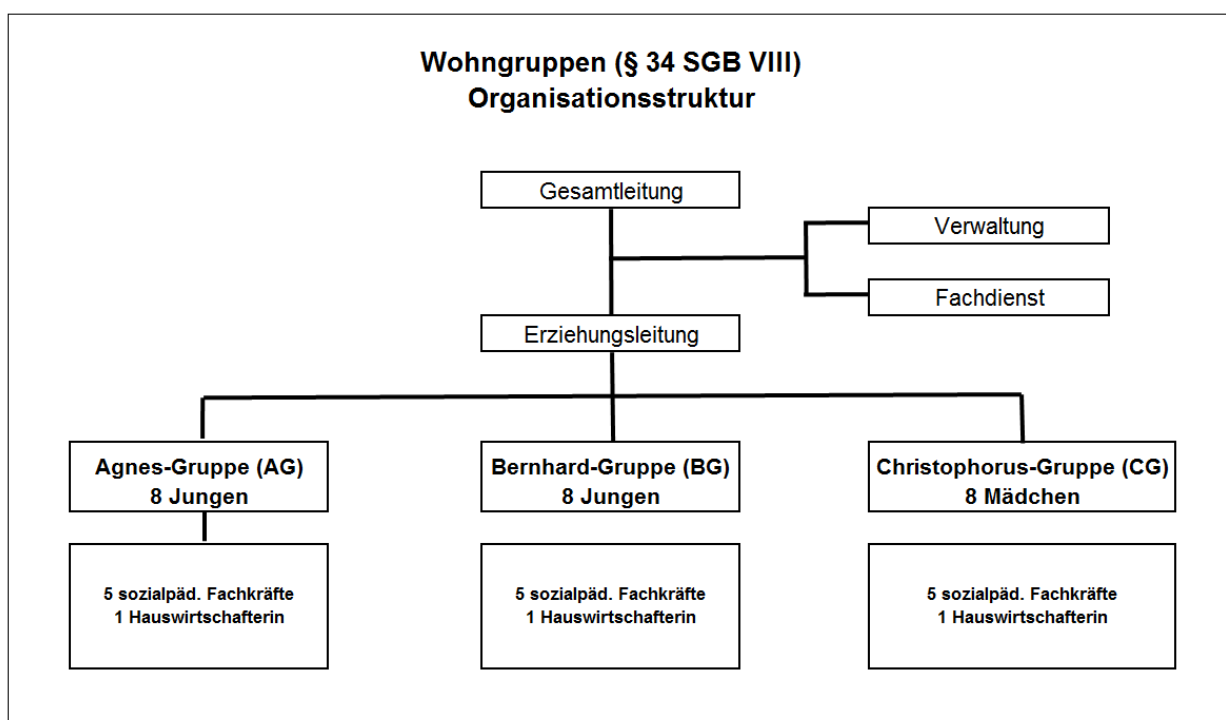 Wohngruppen (§ 34 SGB VIII)
Organisationsstruktur
Gesamtleitung
Verwaltung
Fachdienst
Erziehungsleitung
Agnes-Gruppe (AG)
8 Jungen
Bernhard-Gruppe (BG)
8 Jungen
Christophorus-Gruppe (CG)
8 Mädchen
5 sozialpäd. Fachkräfte
1 Hauswirtschafterin
5 sozialpäd. Fachkräfte
1 Hauswirtschafterin
5 sozialpäd. Fachkräfte
1 Hauswirtschafterin